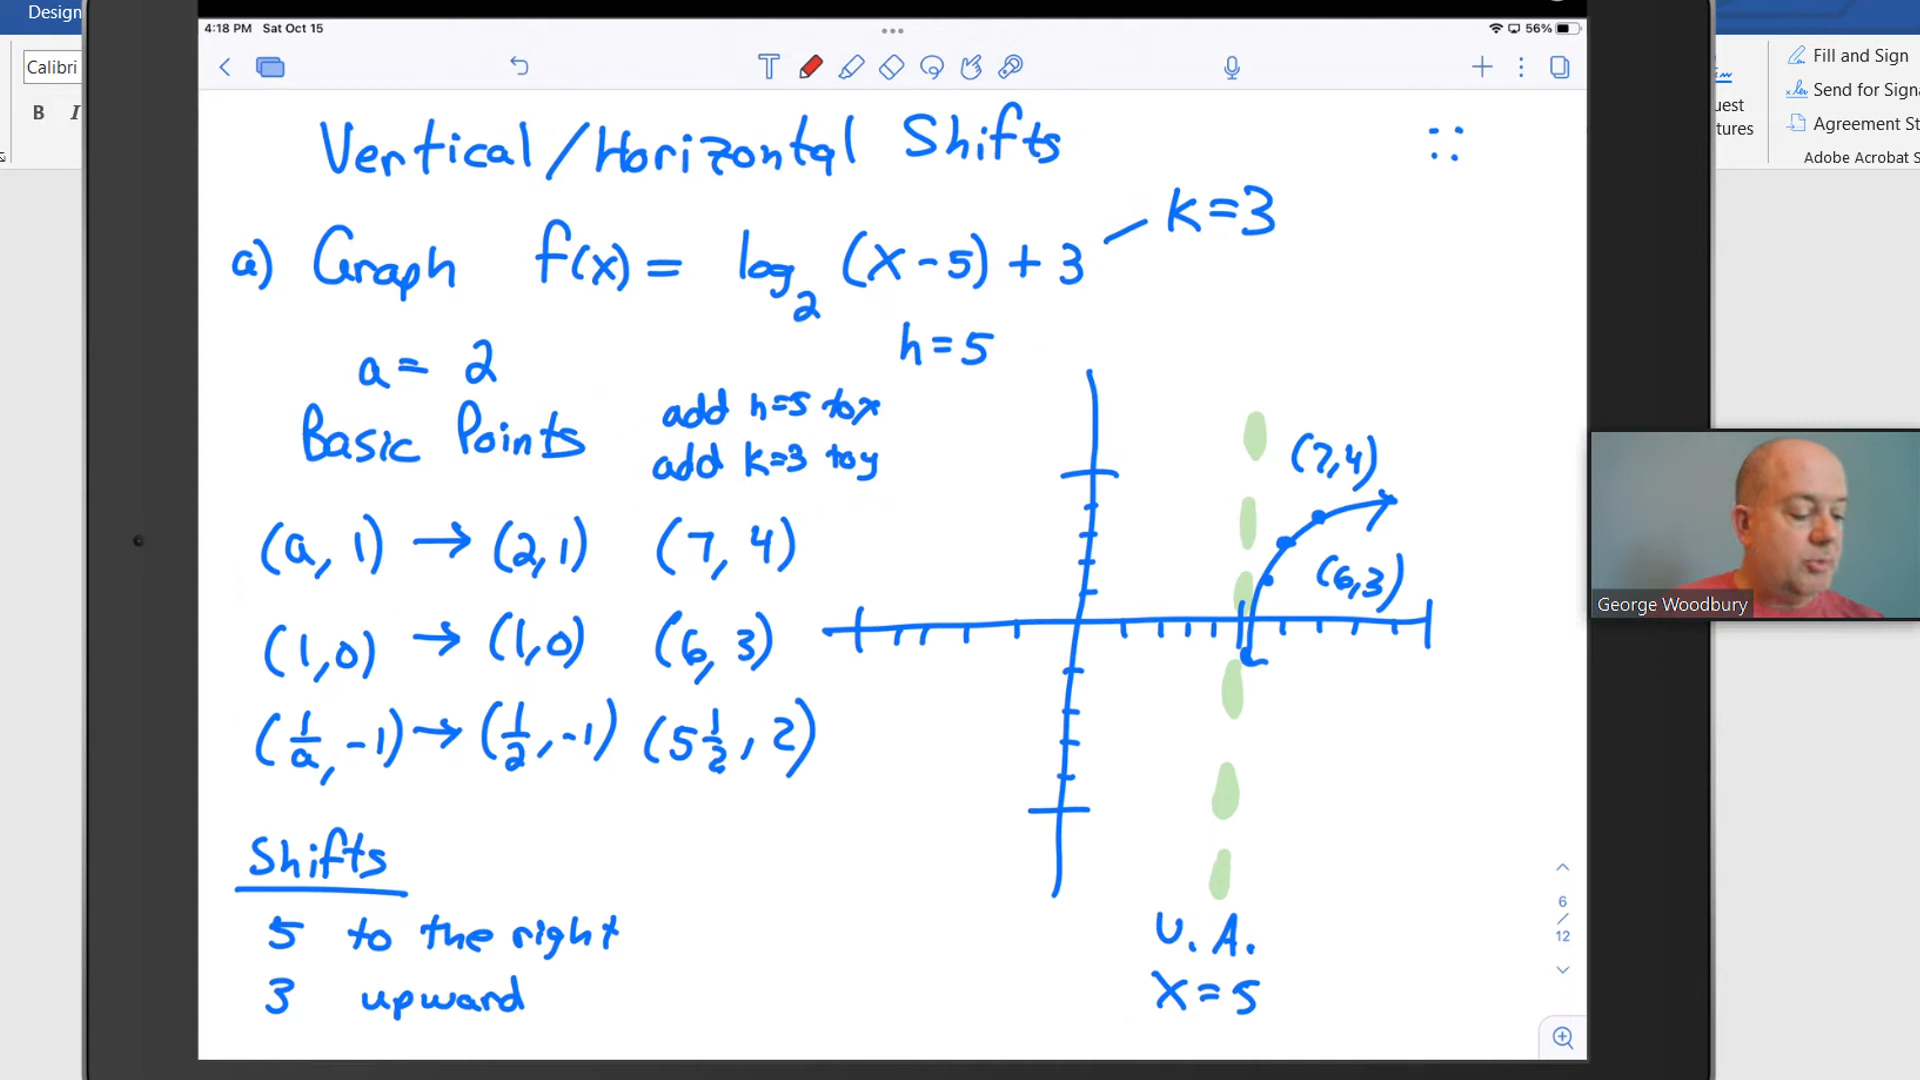 Design
4:18 PM Sat Oct 15
56%
Calibri
B I
T
Fill and Sign
Send for Signa
uest
tures
Agreement St
Adobe Acrobat S
Vertical/Horizontal Shifts
k=3
a) Graph f(x) = log₂ (x-5) + 3
h=5
a = 2
Basic Points
add h=5 to x
add k=3 to y
(a, 1) → (2,1) (7, 4)
(1,0) → (1,0) (6, 3)
(1/a, -1) → (1/2, -1) (5 1/2, 2)
Shifts
5 to the right
3 upward
(7,4)
(6,3)
V. A.
x = 5
George Woodbury
6
/
12